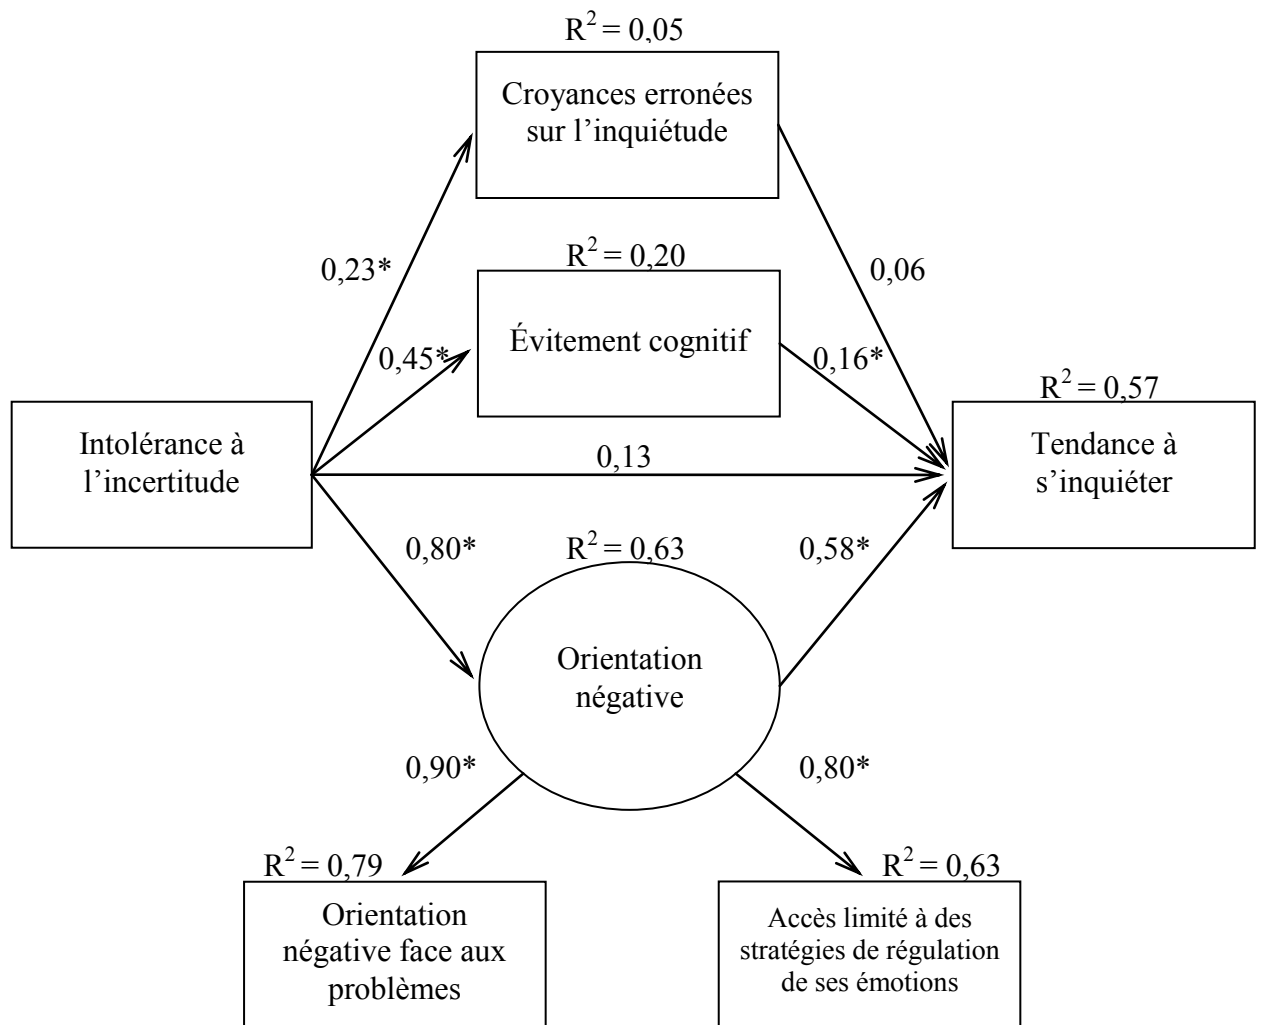 R² = 0,05
Croyances erronées
sur l’inquiétude
0,23*
R² = 0,20
0,06
Évitement cognitif
0,45*
0,16*
R² = 0,57
Intolérance à
l’incertitude
0,13
Tendance à
s’inquiéter
0,80*
R² = 0,63
0,58*
Orientation
négative
0,90*
0,80*
R² = 0,79
R² = 0,63
Orientation
négative face aux
problèmes
Accès limité à des
stratégies de régulation
de ses émotions